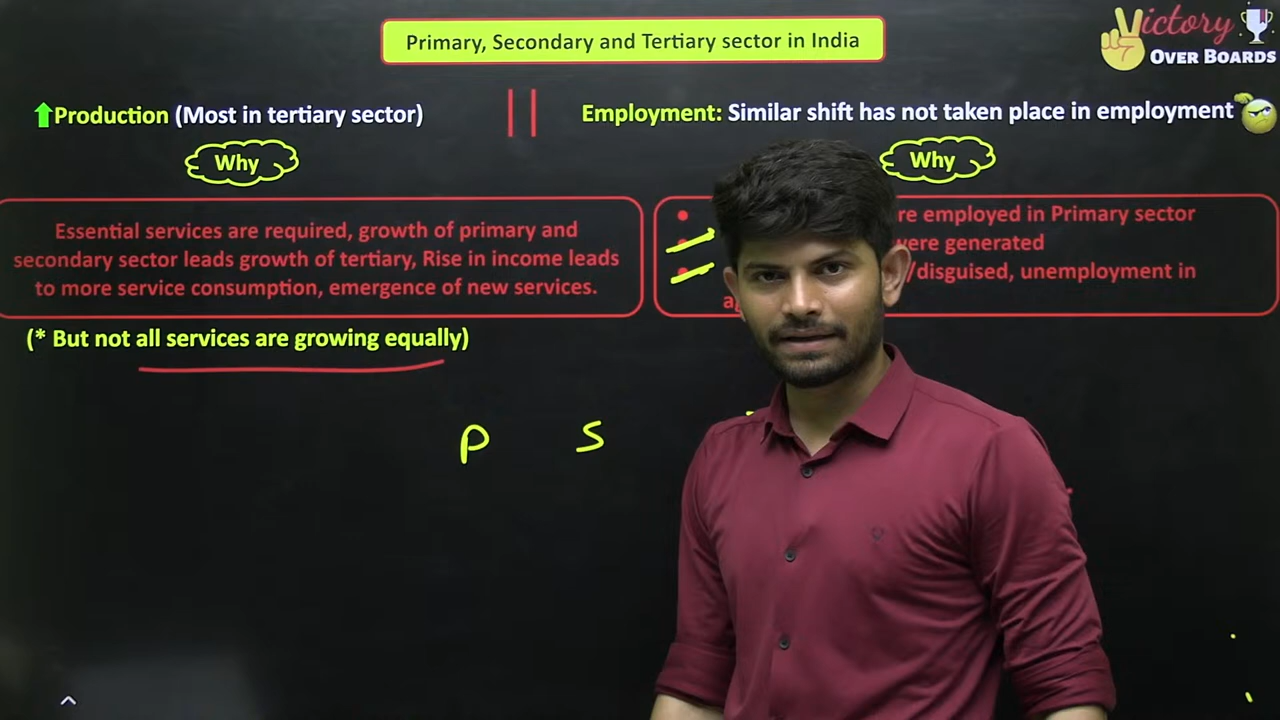 Primary, Secondary and Tertiary sector in India
Victory
OVER BOARDS
Production (Most in tertiary sector)
Employment: Similar shift has not taken place in employment
Why
Why
Essential services are required, growth of primary and
secondary sector leads growth of tertiary, Rise in income leads
to more service consumption, emergence of new services.
re employed in Primary sector
were generated
/disguised, unemployment in
(* But not all services are growing equally)
P S